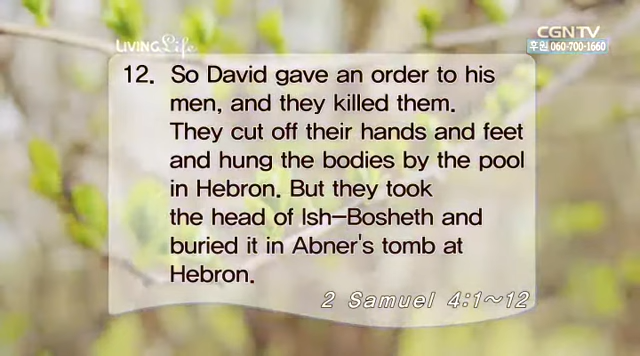 LIVING Life
CGNTV
후원 060-700-1660
12. So David gave an order to his
men, and they killed them.
They cut off their hands and feet
and hung the bodies by the pool
in Hebron. But they took
the head of Ish-Bosheth and
buried it in Abner's tomb at
Hebron.
2 Samuel 4:1~12